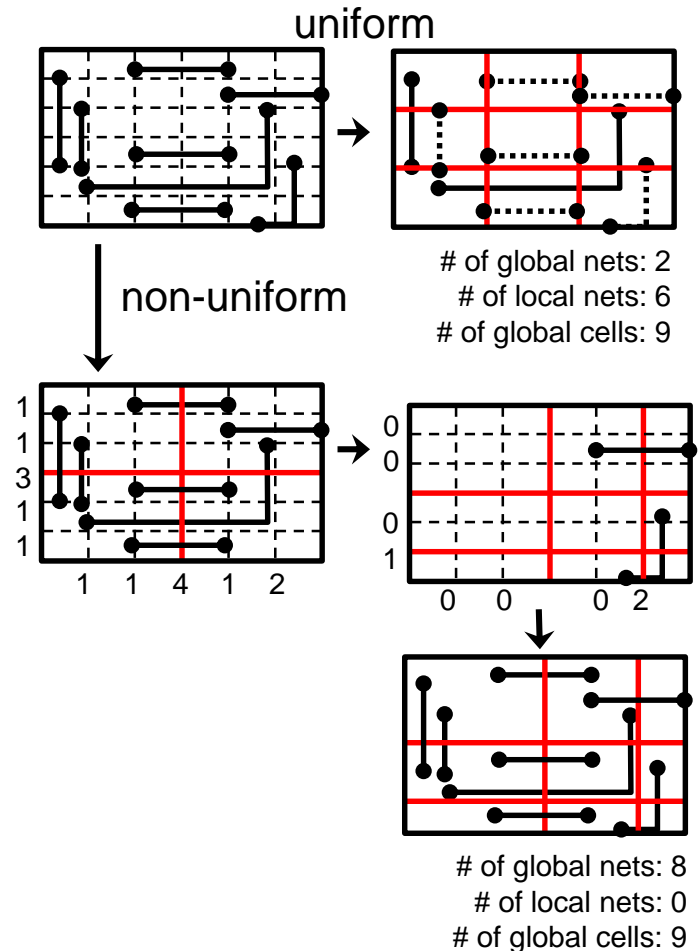 uniform
# of global nets: 2
# of local nets: 6
# of global cells: 9
non-uniform
1
1
3
1
1
1 1 4 1 2
0
0
0
1
0 0 0 2
# of global nets: 8
# of local nets: 0
# of global cells: 9